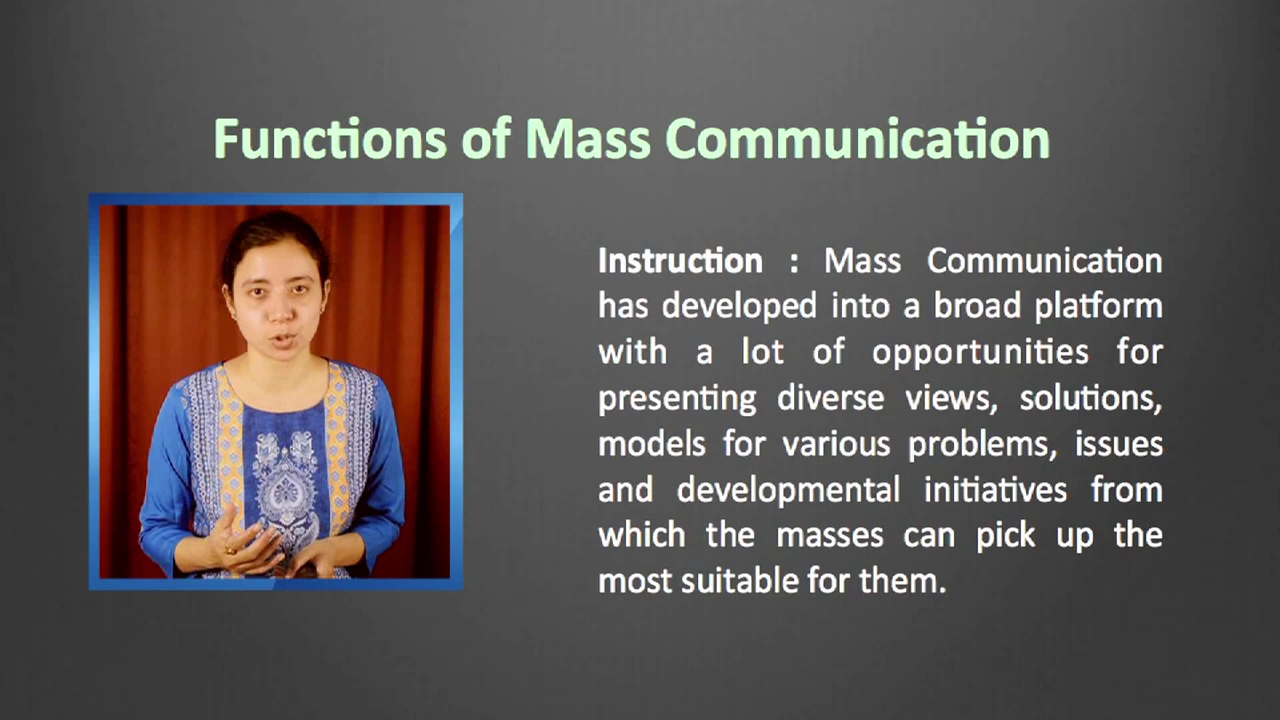 Functions of Mass Communication
Instruction : Mass Communication
has developed into a broad platform
with a lot of opportunities for
presenting diverse views, solutions,
models for various problems, issues
and developmental initiatives from
which the masses can pick up the
most suitable for them.